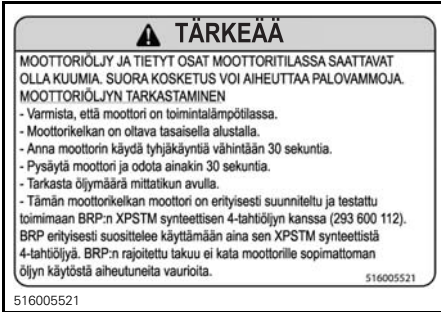 TÄRKEÄÄ
MOOTTORIÖLJY JA TIETYT OSAT MOOTTORITILASSA SAATTAVAT
OLLA KUUMIA. SUORA KOSKETUS VOI AIHEUTTAA PALOVAMMOJA.
MOOTTORIÖLJYN TARKASTAMINEN
- Varmista, että moottori on toimintalämpötilassa.
- Moottorikelkan on oltava tasaisella alustalla.
- Anna moottorin käydä tyhjäkäyntiä vähintään 30 sekuntia.
- Pysäytä moottori ja odota ainakin 30 sekuntia.
- Tarkasta öljymäärä mittatikun avulla.
- Tämän moottorikelkan moottori on erityisesti suunniteltu ja testattu
toimimaan BRP:n XPSTM synteettisen 4-tahtiöljyn kanssa (293 600 112).
BRP erityisesti suosittelee käyttämään aina sen XPSTM synteettistä
4-tahtiöljyä. BRP:n rajoitettu takuu ei kata moottorille sopimattoman
öljyn käytöstä aiheutuneita vaurioita.
516005521
516005521